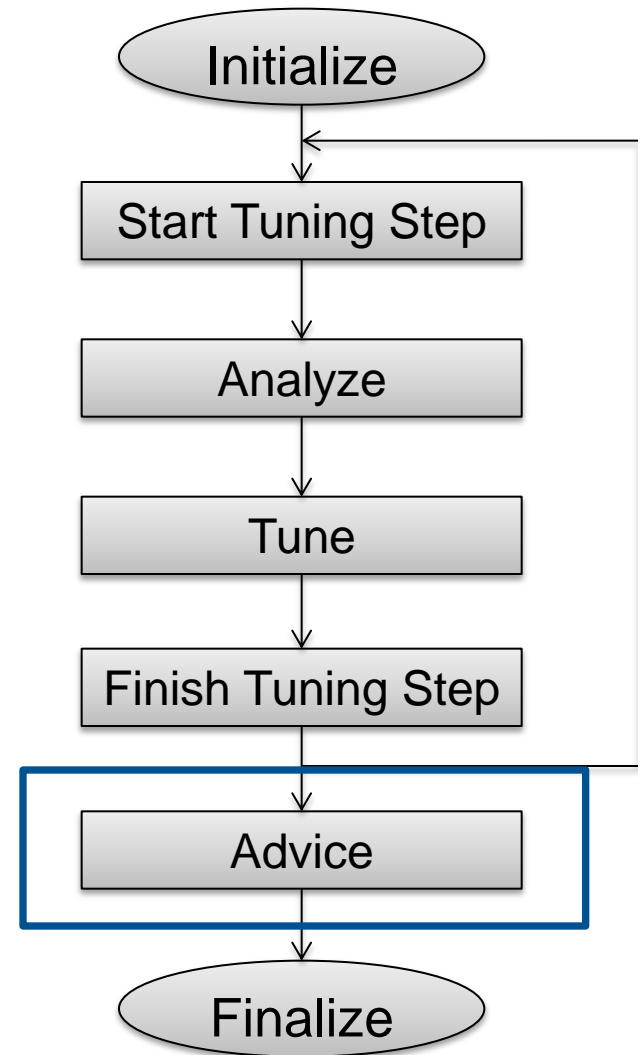 Initialize
Start Tuning Step
Analyze
Tune
Finish Tuning Step
Advice
Finalize